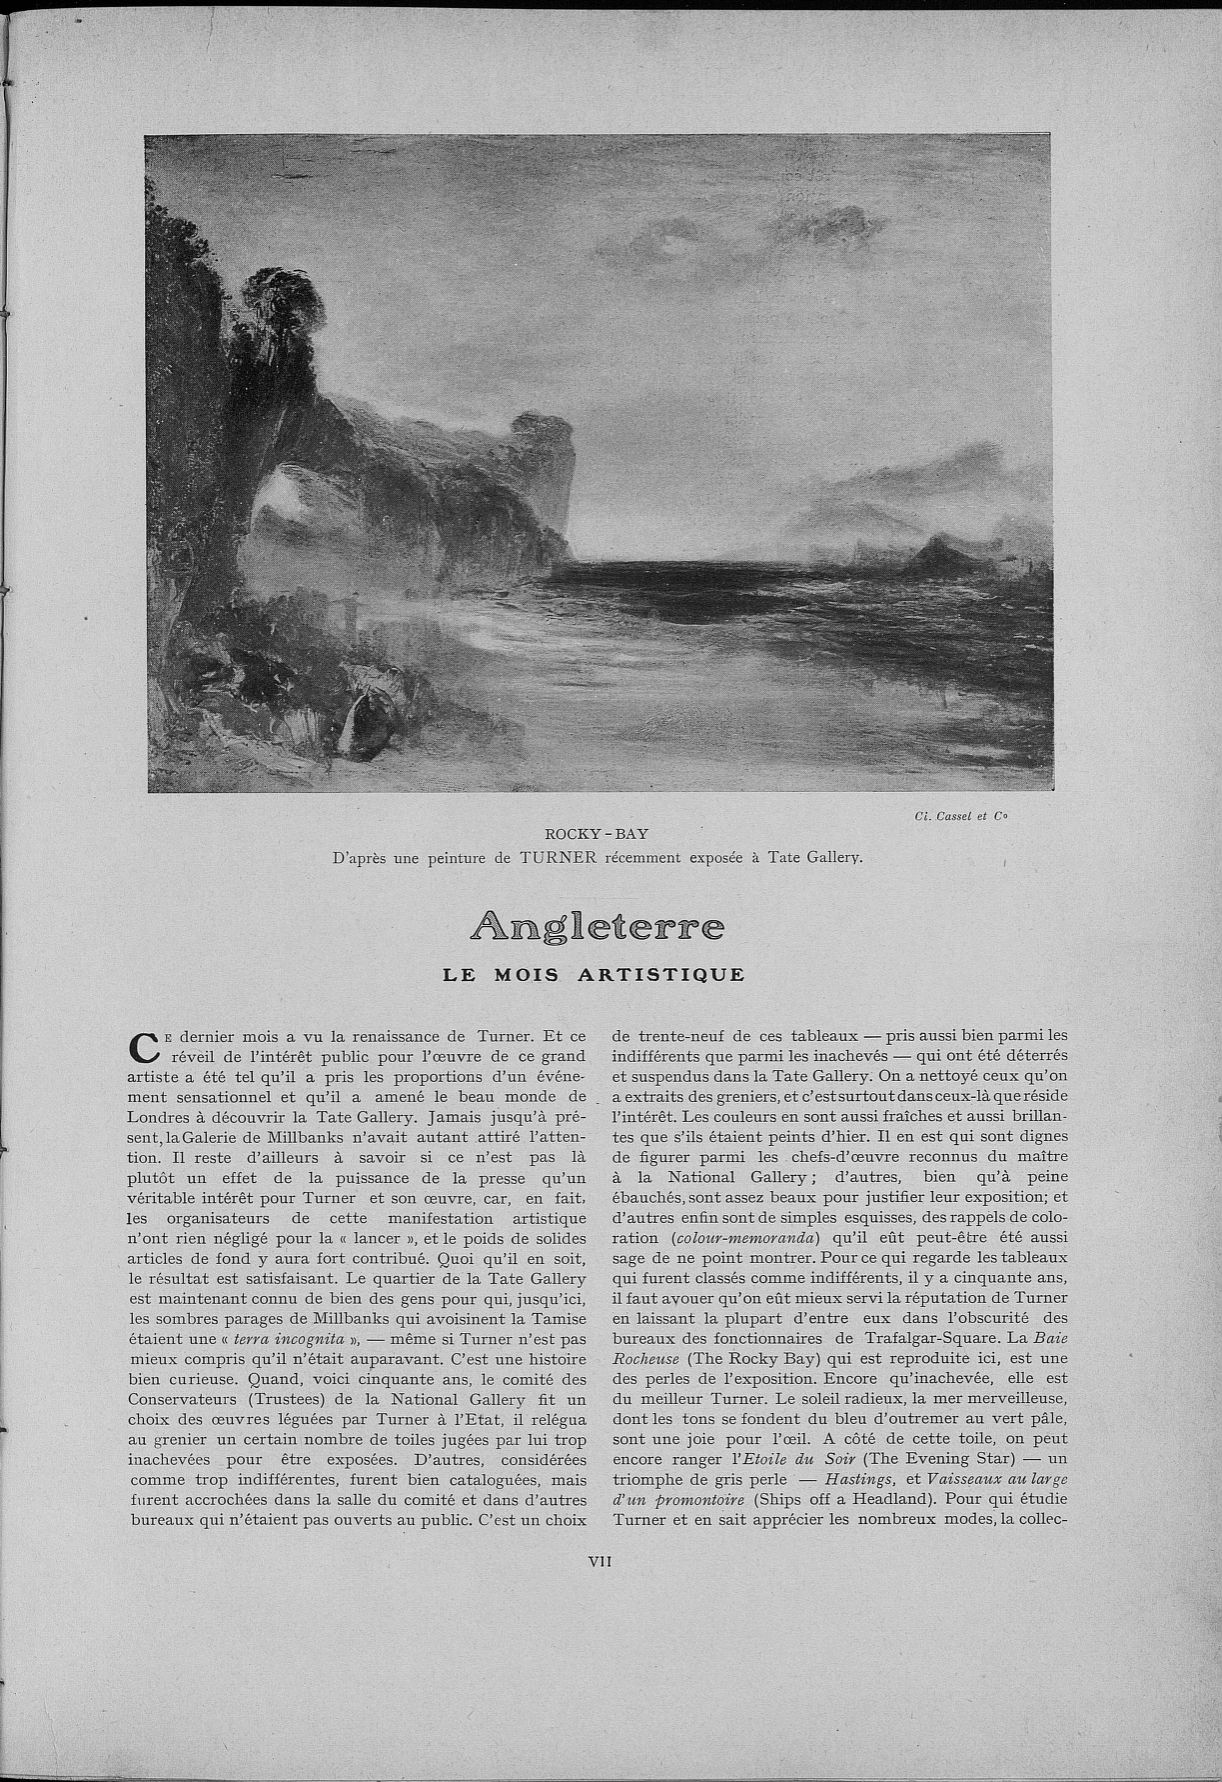 Cl. Cassel et Cº
ROCKY-BAY
D'après une peinture de TURNER récemment exposée à Tate Gallery.
Angleterre
LE MOIS ARTISTIQUE
CE dernier mois a vu la renaissance de Turner. Et ce
réveil de l'intérêt public pour l'œuvre de ce grand
artiste a été tel qu'il a pris les proportions d'un événe-
ment sensationnel et qu'il a amené le beau monde de
Londres à découvrir la Tate Gallery. Jamais jusqu'à pré-
sent, la Galerie de Millbanks n'avait autant attiré l'atten-
tion. Il reste d'ailleurs à savoir si ce n'est pas là
plutôt un effet de la puissance de la presse qu'un
véritable intérêt pour Turner et son œuvre, car, en fait,
les organisateurs de cette manifestation artistique
n'ont rien négligé pour la « lancer », et le poids de solides
articles de fond y aura fort contribué. Quoi qu'il en soit,
le résultat est satisfaisant. Le quartier de la Tate Gallery
est maintenant connu de bien des gens pour qui, jusqu'ici,
les sombres parages de Millbanks qui avoisinent la Tamise
étaient une « terra incognita », — même si Turner n'est pas
mieux compris qu'il n'était auparavant. C'est une histoire
bien curieuse. Quand, voici cinquante ans, le comité des
Conservateurs (Trustees) de la National Gallery fit un
choix des œuvres léguées par Turner à l'Etat, il relégua
au grenier un certain nombre de toiles jugées par lui trop
inachevées pour être exposées. D'autres, considérées
comme trop indifférentes, furent bien cataloguées, mais
furent accrochées dans la salle du comité et dans d'autres
bureaux qui n'étaient pas ouverts au public. C'est un choix
de trente-neuf de ces tableaux — pris aussi bien parmi les
indifférents que parmi les inachevés — qui ont été déterrés
et suspendus dans la Tate Gallery. On a nettoyé ceux qu'on
a extraits des greniers, et c'est surtout dans ceux-là que réside
l'intérêt. Les couleurs en sont aussi fraîches et aussi brillan-
tes que s'ils étaient peints d'hier. Il en est qui sont dignes
de figurer parmi les chefs-d'œuvre reconnus du maître
à la National Gallery ; d'autres, bien qu'à peine
ébauchés, sont assez beaux pour justifier leur exposition; et
d'autres enfin sont de simples esquisses, des rappels de colo-
ration (colour-memoranda) qu'il eût peut-être été aussi
sage de ne point montrer. Pour ce qui regarde les tableaux
qui furent classés comme indifférents, il y a cinquante ans,
il faut avouer qu'on eût mieux servi la réputation de Turner
en laissant la plupart d'entre eux dans l'obscurité des
bureaux des fonctionnaires de Trafalgar-Square. La Baie
Rocheuse (The Rocky Bay) qui est reproduite ici, est une
des perles de l'exposition. Encore qu'inachevée, elle est
du meilleur Turner. Le soleil radieux, la mer merveilleuse,
dont les tons se fondent du bleu d'outremer au vert pâle,
sont une joie pour l'œil. A côté de cette toile, on peut
encore ranger l'Etoile du Soir (The Evening Star) — un
triomphe de gris perle — Hastings, et Vaisseaux au large
d'un promontoire (Ships off a Headland). Pour qui étudie
Turner et en sait apprécier les nombreux modes, la collec-
VII